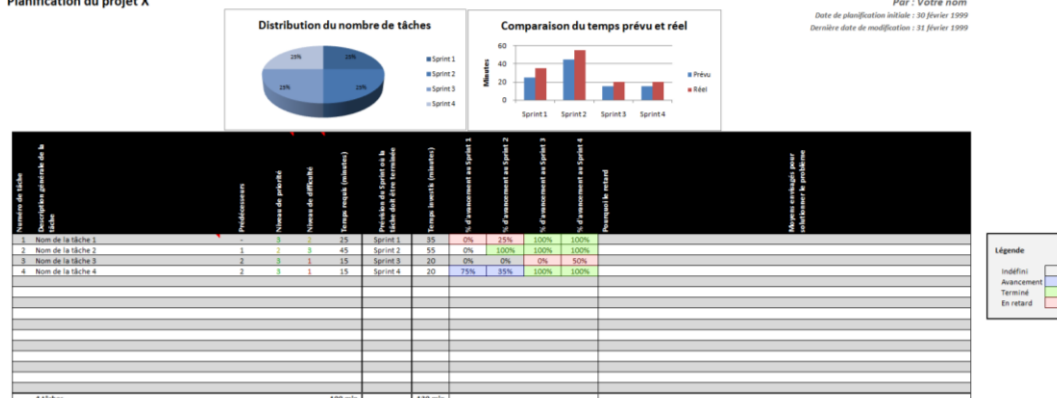 Planification du projet X
Par : Votre nom
Date de planification initiale : 30 février 1999
Dernière date de modification : 31 février 1999
Distribution du nombre de tâches
25%
25%
25%
25%
Sprint 1
Sprint 2
Sprint 3
Sprint 4
Comparaison du temps prévu et réel
Minutes
60
40
20
0
Sprint 1 Sprint 2 Sprint 3 Sprint 4
Prévu
Réel
Numéro de tâche
Description générale de la
tâche
Prédécesseurs
Niveau de priorité
Niveau de difficulté
Temps requis (minutes)
Prévision du Sprint où la
tâche doit être terminée
Temps investis (minutes)
% d'avancement au Sprint 1
% d'avancement au Sprint 2
% d'avancement au Sprint 3
% d'avancement au Sprint 4
Pourquoi le retard
Moyens envisagés pour
solutionner le problème
1 Nom de la tâche 1 - 3 2 25 Sprint 1 35 0% 25% 100% 100%
2 Nom de la tâche 2 1 2 3 45 Sprint 2 55 0% 100% 100% 100%
3 Nom de la tâche 3 2 3 1 15 Sprint 3 20 0% 0% 0% 50%
4 Nom de la tâche 4 2 3 1 15 Sprint 4 20 75% 35% 100% 100%
Légende
Indéfini
Avancement
Terminé
En retard